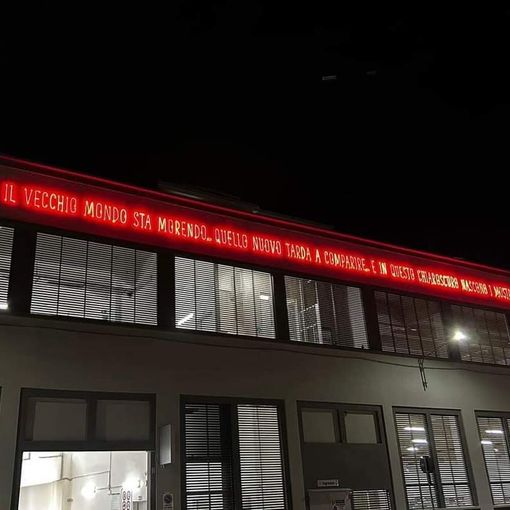 IL VECCHIO MONDO STA MORENDO. QUELLO NUOVO TARDA A COMPARIRE. E IN QUESTO CHIAROSCURO NASCONO I